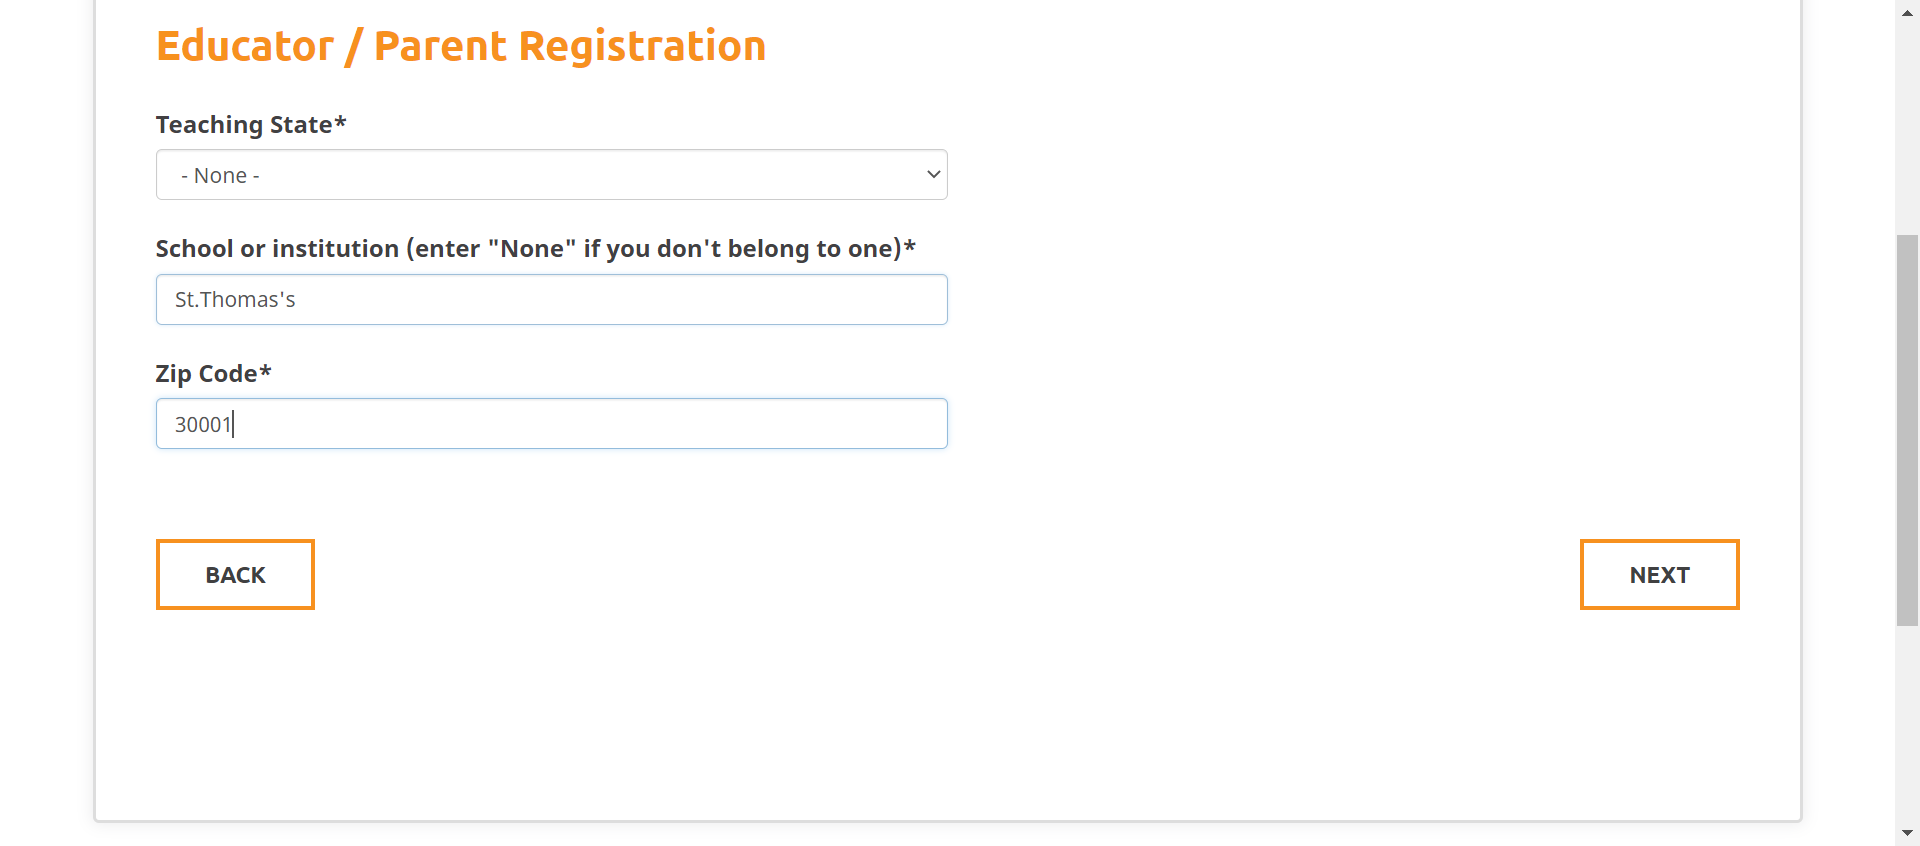 Educator / Parent Registration
Teaching State*
- None -
School or institution (enter "None" if you don't belong to one)*
St.Thomas's
Zip Code*
30001
BACK
NEXT